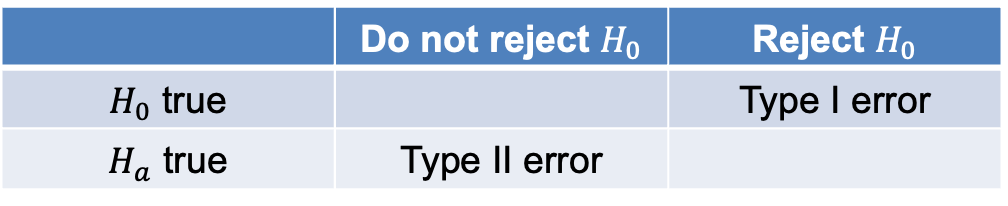 Do not reject H₀ Reject H₀
H₀ true Type I error
Hₐ true Type II error